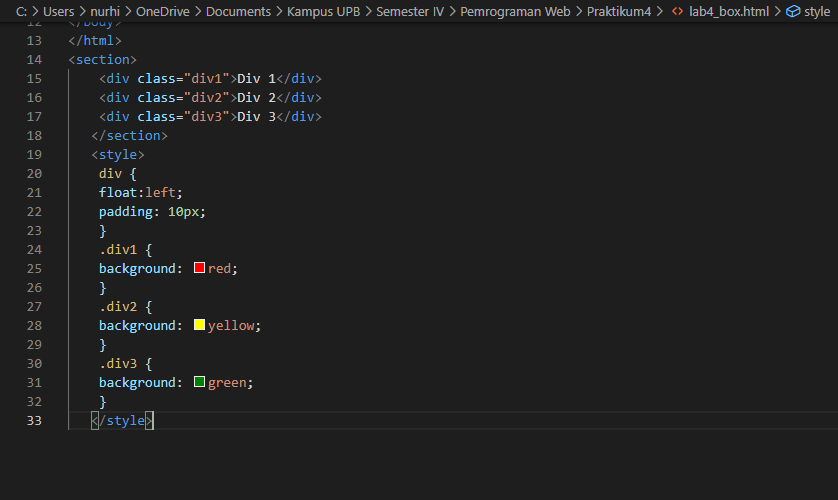 C: > Users > nurhi > OneDrive > Documents > Kampus UPB > Semester IV > Pemrograman Web > Praktikum4 > <> lab4_box.html > style
12 </body>
13 </html>
14 <section>
15 <div class="div1">Div 1</div>
16 <div class="div2">Div 2</div>
17 <div class="div3">Div 3</div>
18 </section>
19 <style>
20 div {
21 float:left;
22 padding: 10px;
23 }
24 .div1 {
25 background: red;
26 }
27 .div2 {
28 background: yellow;
29 }
30 .div3 {
31 background: green;
32 }
33 </style>